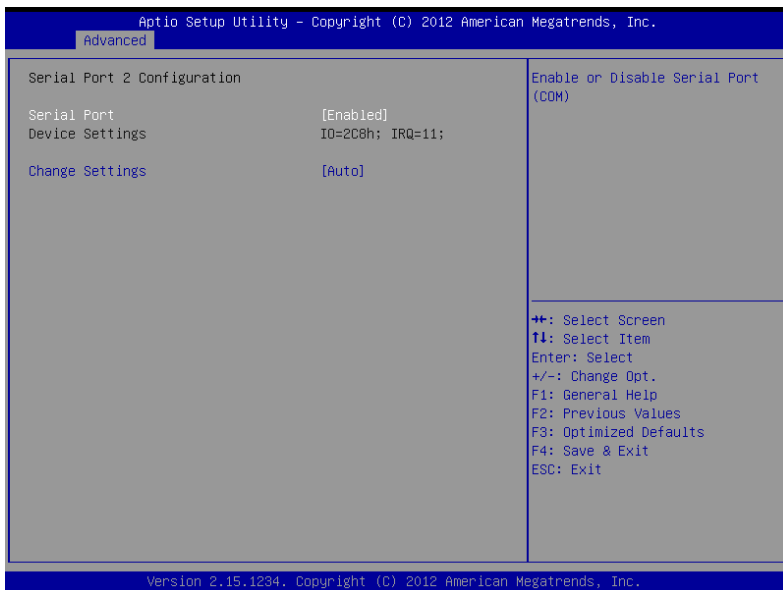 Aptio Setup Utility – Copyright (C) 2012 American Megatrends, Inc.
Advanced
Serial Port 2 Configuration
Serial Port [Enabled]
Device Settings IO=2C8h; IRQ=11;
Change Settings [Auto]
Enable or Disable Serial Port
(COM)
→←: Select Screen
↑↓: Select Item
Enter: Select
+/-: Change Opt.
F1: General Help
F2: Previous Values
F3: Optimized Defaults
F4: Save & Exit
ESC: Exit
Version 2.15.1234. Copyright (C) 2012 American Megatrends, Inc.